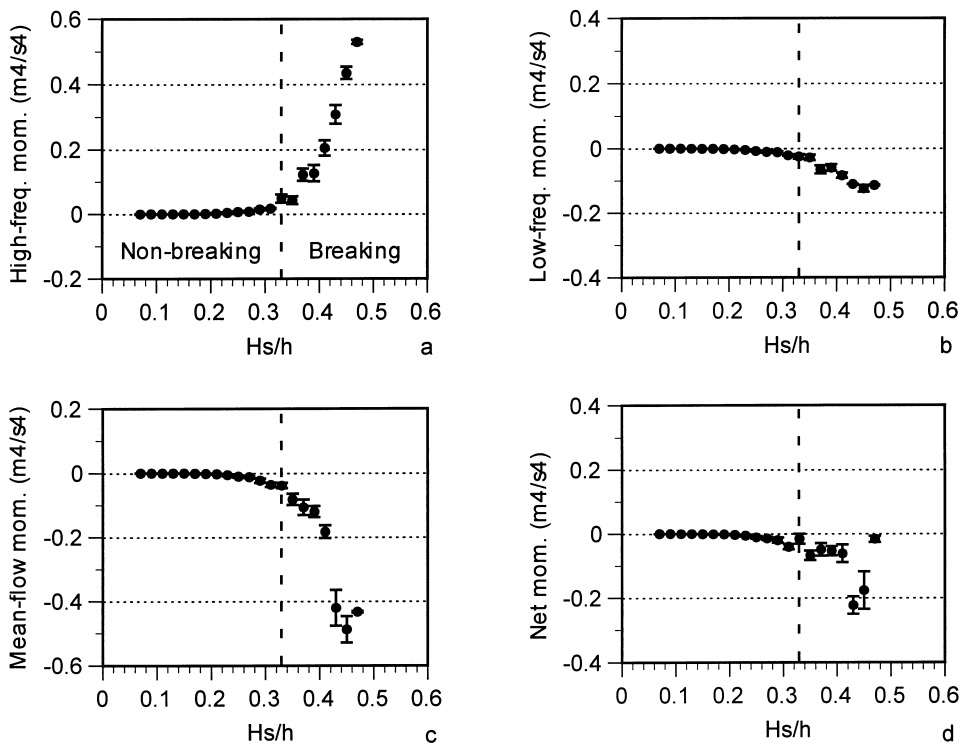 High-freq. mom. (m4/s4)
0.6
0.4
0.2
0
-0.2
Non-breaking
Breaking
0 0.1 0.2 0.3 0.4 0.5 0.6
Hs/h
a
Low-freq. mom. (m4/s4)
0.4
0.2
0
-0.2
-0.4
0 0.1 0.2 0.3 0.4 0.5 0.6
Hs/h
b
Mean-flow mom. (m4/s4)
0.2
0
-0.2
-0.4
-0.6
0 0.1 0.2 0.3 0.4 0.5 0.6
Hs/h
c
Net mom. (m4/s4)
0.4
0.2
0
-0.2
-0.4
0 0.1 0.2 0.3 0.4 0.5 0.6
Hs/h
d